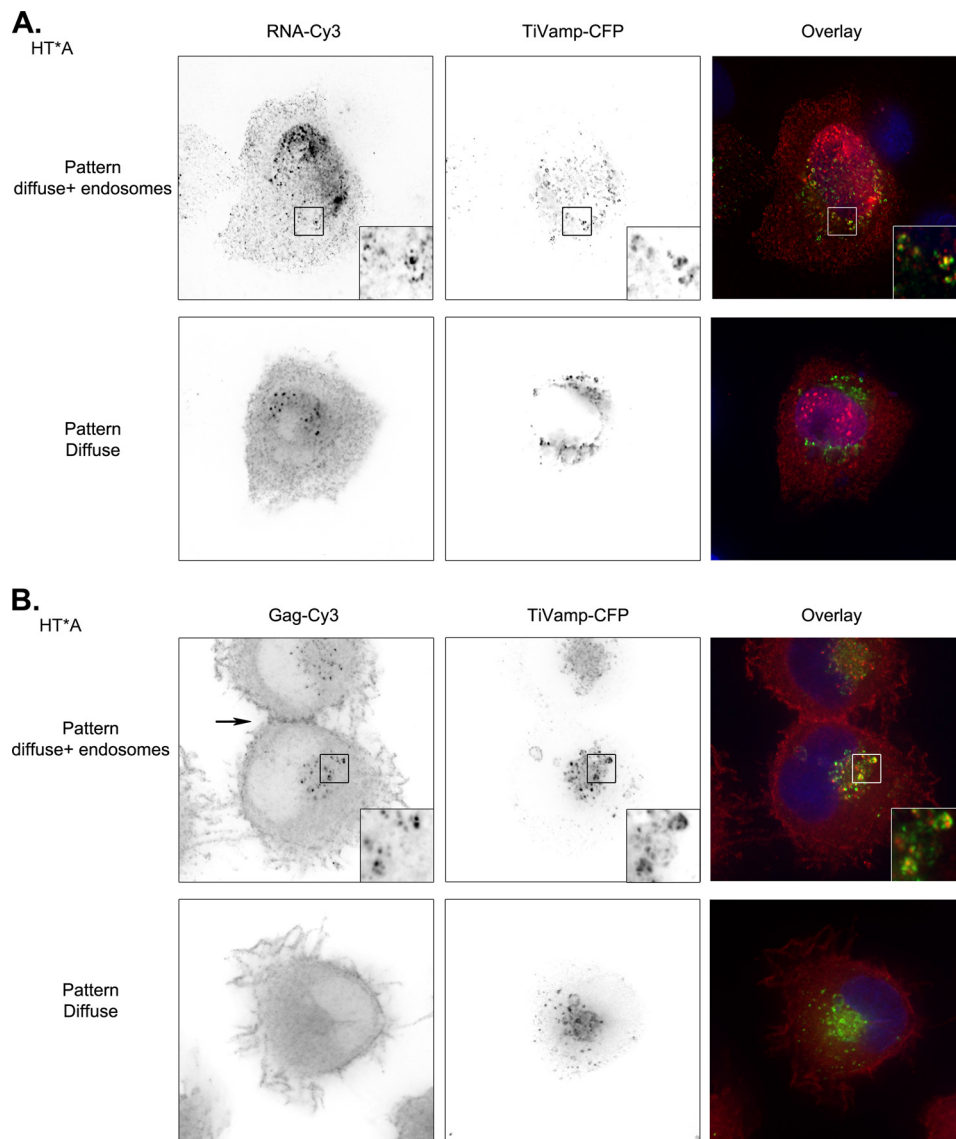 A.
HT*A
RNA-Cy3
TiVamp-CFP
Overlay
Pattern
diffuse+ endosomes
Pattern
Diffuse
B.
HT*A
Gag-Cy3
TiVamp-CFP
Overlay
Pattern
diffuse+ endosomes
Pattern
Diffuse